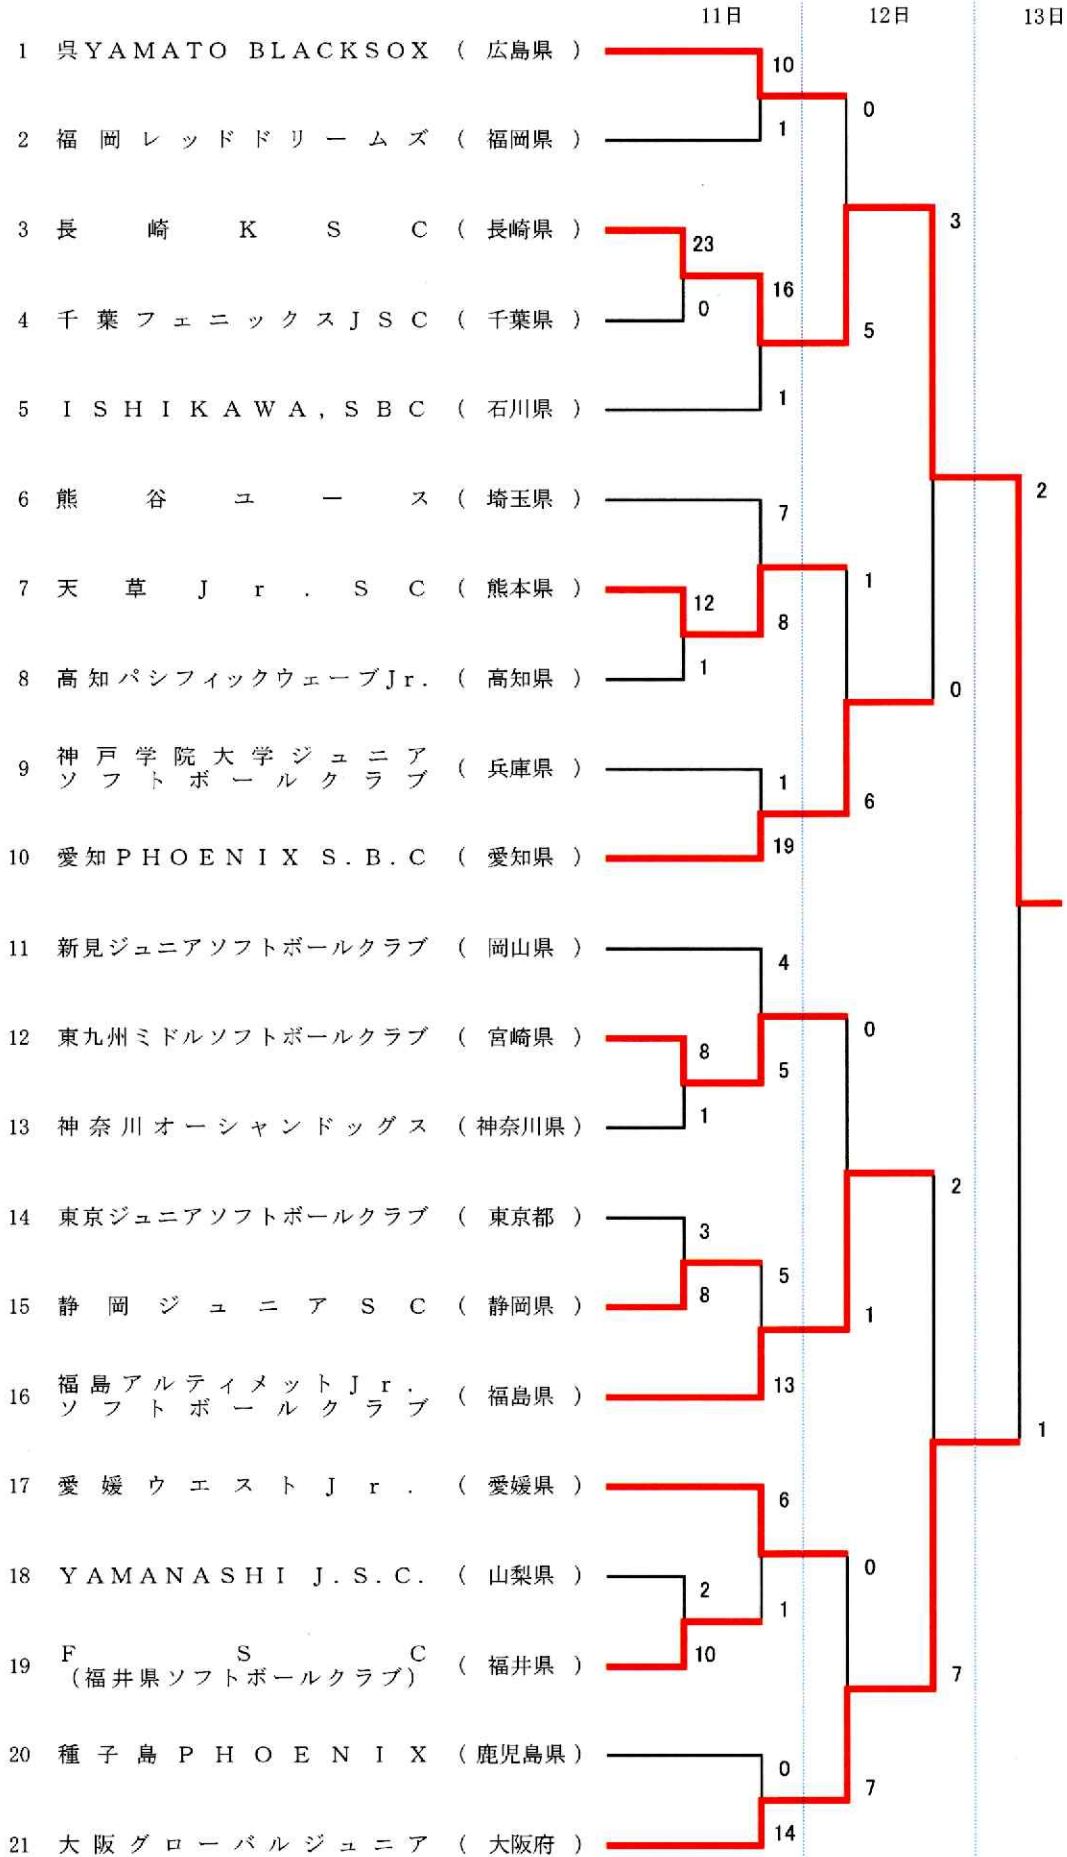 11日 12日 13日
1 呉YAMATO BLACKSOX ( 広島県 )
10
0
1
2 福岡レッドドリームズ ( 福岡県 )
3
3 長崎KSC ( 長崎県 )
23
16
0
4 千葉フェニックスJSC ( 千葉県 )
5
1
5 ISHIKAWA,SBC ( 石川県 )
6 熊谷ユース ( 埼玉県 )
7
2
1
7 天草Jr.SC ( 熊本県 )
12
8
1
8 高知パシフィックウェーブJr. ( 高知県 )
0
9 神戸学院大学ジュニア
ソフトボールクラブ ( 兵庫県 )
1
6
19
10 愛知PHOENIX S.B.C ( 愛知県 )
11 新見ジュニアソフトボールクラブ ( 岡山県 )
4
0
12 東九州ミドルソフトボールクラブ ( 宮崎県 )
8
5
1
13 神奈川オーシャンドッグス ( 神奈川県 )
2
14 東京ジュニアソフトボールクラブ ( 東京都 )
3
5
8
15 静岡ジュニアSC ( 静岡県 )
1
13
16 福島アルティメットJr.
ソフトボールクラブ ( 福島県 )
1
17 愛媛ウエストJr. ( 愛媛県 )
6
0
18 YAMANASHI J.S.C. ( 山梨県 )
2
1
10
19 FSC
(福井県ソフトボールクラブ) ( 福井県 )
7
20 種子島PHOENIX ( 鹿児島県 )
0
7
14
21 大阪グローバルジュニア ( 大阪府 )